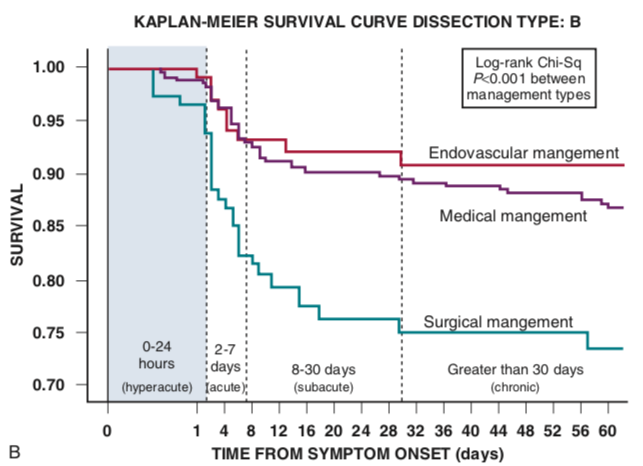 KAPLAN-MEIER SURVIVAL CURVE DISSECTION TYPE: B
Log-rank Chi-Sq
P<0.001 between
management types
1.00
0.95
0.90
0.85
0.80
0.75
0.70
SURVIVAL
Endovascular mangement
Medical mangement
Surgical mangement
0-24
hours
(hyperacute)
2-7
days
(acute)
8-30 days
(subacute)
Greater than 30 days
(chronic)
0 1 4 8 12 16 20 24 28 32 36 40 44 48 52 56 60
TIME FROM SYMPTOM ONSET (days)
B